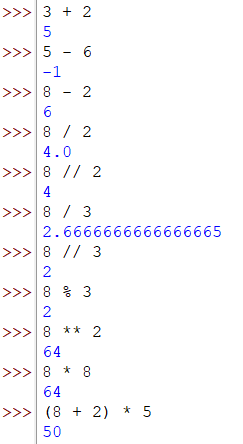 >>> 3 + 2
5
>>> 5 - 6
-1
>>> 8 - 2
6
>>> 8 / 2
4.0
>>> 8 // 2
4
>>> 8 / 3
2.6666666666666665
>>> 8 // 3
2
>>> 8 % 3
2
>>> 8 ** 2
64
>>> 8 * 8
64
>>> (8 + 2) * 5
50